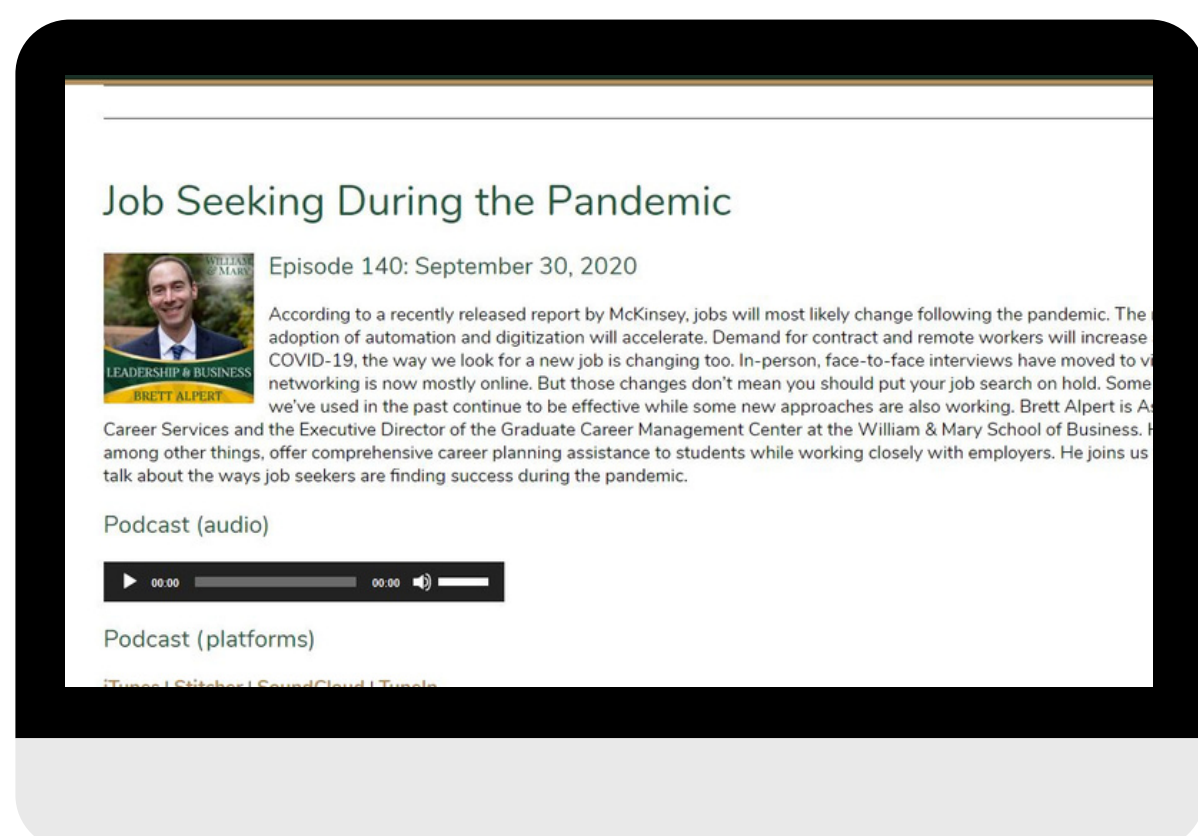 Job Seeking During the Pandemic
WILLIAM
& MARY
LEADERSHIP & BUSINESS
BRETT ALPERT
Episode 140: September 30, 2020
According to a recently released report by McKinsey, jobs will most likely change following the pandemic. The
adoption of automation and digitization will accelerate. Demand for contract and remote workers will increase
COVID-19, the way we look for a new job is changing too. In-person, face-to-face interviews have moved to
networking is now mostly online. But those changes don't mean you should put your job search on hold. Some
we've used in the past continue to be effective while some new approaches are also working. Brett Alpert is
Career Services and the Executive Director of the Graduate Career Management Center at the William & Mary School of Business.
among other things, offer comprehensive career planning assistance to students while working closely with employers. He joins us
talk about the ways job seekers are finding success during the pandemic.
Podcast (audio)
00:00 00:00
Podcast (platforms)
iTunes | Stitcher | SoundCloud | TuneIn